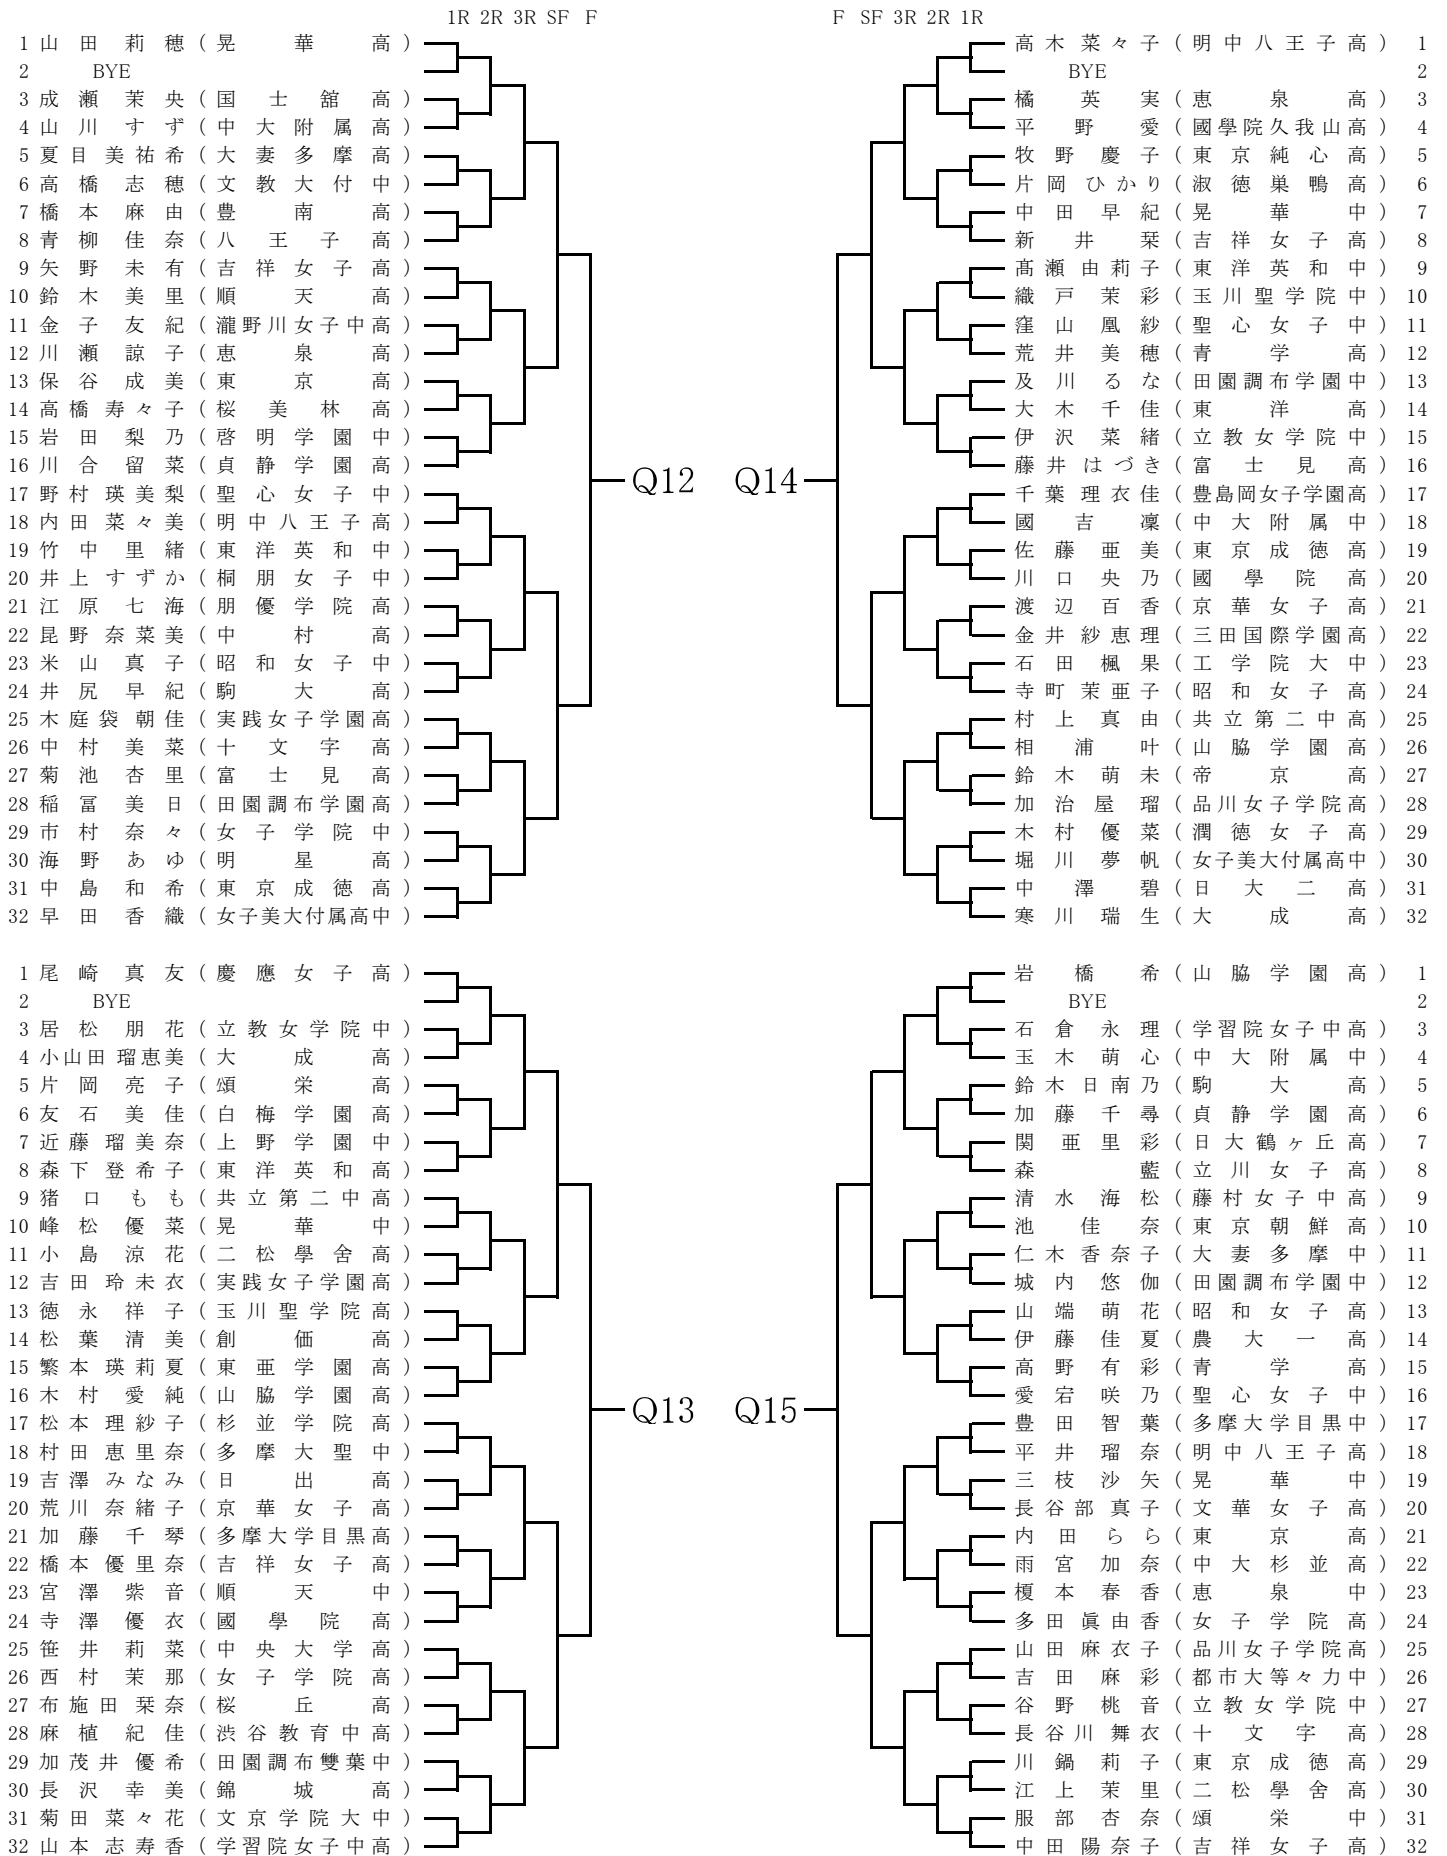 1R 2R 3R SF F
1 山田莉穂(晃華高)
2 BYE
3 成瀬茉央(国士舘高)
4 山川すず(中大附属高)
5 夏目美祐希(大妻多摩高)
6 高橋志穂(文教大付中)
7 橋本麻由(豊南高)
8 青柳佳奈(八王子高)
9 矢野未有(吉祥女子高)
10 鈴木美里(順天高)
11 金子友紀(瀧野川女子中高)
12 川瀬諒子(恵泉高)
13 保谷成美(東京高)
14 高橋寿々子(桜美林高)
15 岩田梨乃(啓明学園中)
16 川合留菜(貞静学園高)
17 野村瑛美梨(聖心女子中)
18 内田菜々美(明中八王子高)
19 竹中里緒(東洋英和中)
20 井上すずか(桐朋女子中)
21 江原七海(朋優学院高)
22 昆野奈菜美(中村高)
23 米山真子(昭和女子中)
24 井尻早紀(駒大高)
25 木庭袋朝佳(実践女子学園高)
26 中村美菜(十文字高)
27 菊池杏里(富士見高)
28 稲冨美日(田園調布学園高)
29 市村奈々(女子学院中)
30 海野あゆ(明星高)
31 中島和希(東京成徳高)
32 早田香織(女子美大付属高中)
Q12
F SF 3R 2R 1R
高木菜々子(明中八王子高) 1
BYE 2
橘英実(恵泉高) 3
平野愛(國學院久我山高) 4
牧野慶子(東京純心高) 5
片岡ひかり(淑徳巣鴨高) 6
中田早紀(晃華中) 7
新井栞(吉祥女子高) 8
髙瀬由莉子(東洋英和中) 9
織戸茉彩(玉川聖学院中) 10
窪山凰紗(聖心女子中) 11
荒井美穂(青学高) 12
及川るな(田園調布学園中) 13
大木千佳(東洋高) 14
伊沢菜緒(立教女学院中) 15
藤井はづき(富士見高) 16
千葉理衣佳(豊島岡女子学園高) 17
國吉凜(中大附属中) 18
佐藤亜美(東京成徳高) 19
川口央乃(國學院高) 20
渡辺百香(京華女子高) 21
金井紗恵理(三田国際学園高) 22
石田楓果(工学院大中) 23
寺町茉亜子(昭和女子高) 24
村上真由(共立第二中高) 25
相浦叶(山脇学園高) 26
鈴木萌未(帝京高) 27
加治屋瑠(品川女子学院高) 28
木村優菜(潤徳女子高) 29
堀川夢帆(女子美大付属高中) 30
中澤碧(日大二高) 31
寒川瑞生(大成高) 32
Q14
1 尾崎真友(慶應女子高)
2 BYE
3 居松朋花(立教女学院中)
4 小山田瑠恵美(大成高)
5 片岡亮子(頌栄高)
6 友石美佳(白梅学園高)
7 近藤瑠美奈(上野学園中)
8 森下登希子(東洋英和高)
9 猪口もも(共立第二中高)
10 峰松優菜(晃華中)
11 小島涼花(二松學舍高)
12 吉田玲未衣(実践女子学園高)
13 徳永祥子(玉川聖学院高)
14 松葉清美(創価高)
15 繁本瑛莉夏(東亜学園高)
16 木村愛純(山脇学園高)
17 松本理紗子(杉並学院高)
18 村田恵里奈(多摩大聖中)
19 吉澤みなみ(日出高)
20 荒川奈緒子(京華女子高)
21 加藤千琴(多摩大学目黒高)
22 橋本優里奈(吉祥女子高)
23 宮澤紫音(順天中)
24 寺澤優衣(國學院高)
25 笹井莉菜(中央大学高)
26 西村茉那(女子学院高)
27 布施田栞奈(桜丘高)
28 麻植紀佳(渋谷教育中高)
29 加茂井優希(田園調布雙葉中)
30 長沢幸美(錦城高)
31 菊田菜々花(文京学院大中)
32 山本志寿香(学習院女子中高)
Q13
岩橋希(山脇学園高) 1
BYE 2
石倉永理(学習院女子中高) 3
玉木萌心(中大附属中) 4
鈴木日南乃(駒大高) 5
加藤千尋(貞静学園高) 6
関亜里彩(日大鶴ヶ丘高) 7
森藍(立川女子高) 8
清水海松(藤村女子中高) 9
池佳奈(東京朝鮮高) 10
仁木香奈子(大妻多摩中) 11
城内悠伽(田園調布学園中) 12
山端萌花(昭和女子高) 13
伊藤佳夏(農大一高) 14
高野有彩(青学高) 15
愛宕咲乃(聖心女子中) 16
豊田智葉(多摩大学目黒中) 17
平井瑠奈(明中八王子高) 18
三枝沙矢(晃華中) 19
長谷部真子(文華女子高) 20
内田らら(東京高) 21
雨宮加奈(中大杉並高) 22
榎本春香(恵泉中) 23
多田眞由香(女子学院高) 24
山田麻衣子(品川女子学院高) 25
吉田麻彩(都市大等々力中) 26
谷野桃音(立教女学院中) 27
長谷川舞衣(十文字高) 28
川鍋莉子(東京成徳高) 29
江上茉里(二松學舍高) 30
服部杏奈(頌栄中) 31
中田陽奈子(吉祥女子高) 32
Q15